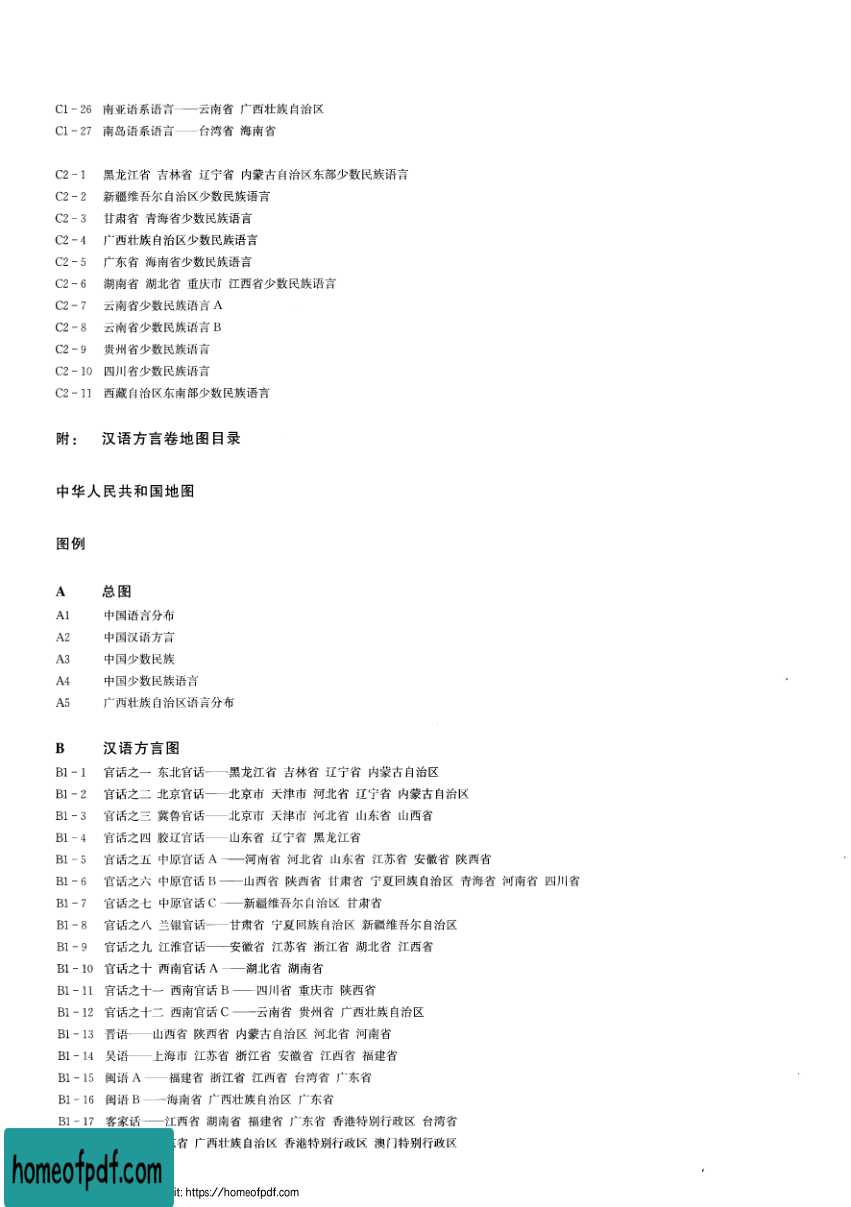 C1-26 南亚语系语言——云南省 广西壮族自治区
C1-27 南岛语系语言——台湾省 海南省
C2-1 黑龙江省 吉林省 辽宁省 内蒙古自治区东部少数民族语言
C2-2 新疆维吾尔自治区少数民族语言
C2-3 甘肃省 青海省少数民族语言
C2-4 广西壮族自治区少数民族语言
C2-5 广东省 海南省少数民族语言
C2-6 湖南省 湖北省 重庆市 江西省少数民族语言
C2-7 云南省少数民族语言 A
C2-8 云南省少数民族语言 B
C2-9 贵州省少数民族语言
C2-10 四川省少数民族语言
C2-11 西藏自治区东南部少数民族语言
附： 汉语方言卷地图目录
中华人民共和国地图
图例
A 总图
A1 中国语言分布
A2 中国汉语方言
A3 中国少数民族
A4 中国少数民族语言
A5 广西壮族自治区语言分布
B 汉语方言图
B1-1 官话之一 东北官话——黑龙江省 吉林省 辽宁省 内蒙古自治区
B1-2 官话之二 北京官话——北京市 天津市 河北省 辽宁省 内蒙古自治区
B1-3 官话之三 冀鲁官话——北京市 天津市 河北省 山东省 山西省
B1-4 官话之四 胶辽官话——山东省 辽宁省 黑龙江省
B1-5 官话之五 中原官话 A——河南省 河北省 山东省 江苏省 安徽省 陕西省
B1-6 官话之六 中原官话 B——山西省 陕西省 甘肃省 宁夏回族自治区 青海省 河南省 四川省
B1-7 官话之七 中原官话 C——新疆维吾尔自治区 甘肃省
B1-8 官话之八 兰银官话——甘肃省 宁夏回族自治区 新疆维吾尔自治区
B1-9 官话之九 江淮官话——安徽省 江苏省 浙江省 湖北省 江西省
B1-10 官话之十 西南官话 A——湖北省 湖南省
B1-11 官话之十一 西南官话 B——四川省 重庆市 陕西省
B1-12 官话之十二 西南官话 C——云南省 贵州省 广西壮族自治区
B1-13 晋语——山西省 陕西省 内蒙古自治区 河北省 河南省
B1-14 吴语——上海市 江苏省 浙江省 安徽省 江西省 福建省
B1-15 闽语 A——福建省 浙江省 江西省 台湾省 广东省
B1-16 闽语 B——海南省 广西壮族自治区 广东省
B1-17 客家话——江西省 湖南省 福建省 广东省 香港特别行政区 台湾省
省 广西壮族自治区 香港特别行政区 澳门特别行政区
homeofpdf.com
it: https://homeofpdf.com